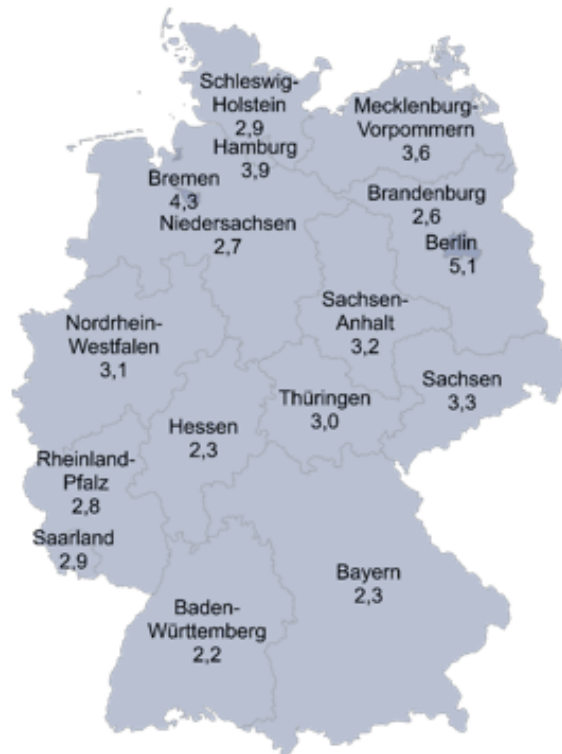 Schleswig-
Holstein
2,9
Mecklenburg-
Vorpommern
3,6
Hamburg
3,9
Bremen
4,3
Brandenburg
2,6
Niedersachsen
2,7
Berlin
5,1
Sachsen-
Anhalt
3,2
Nordrhein-
Westfalen
3,1
Sachsen
3,3
Thüringen
3,0
Hessen
2,3
Rheinland-
Pfalz
2,8
Saarland
2,9
Bayern
2,3
Baden-
Württemberg
2,2